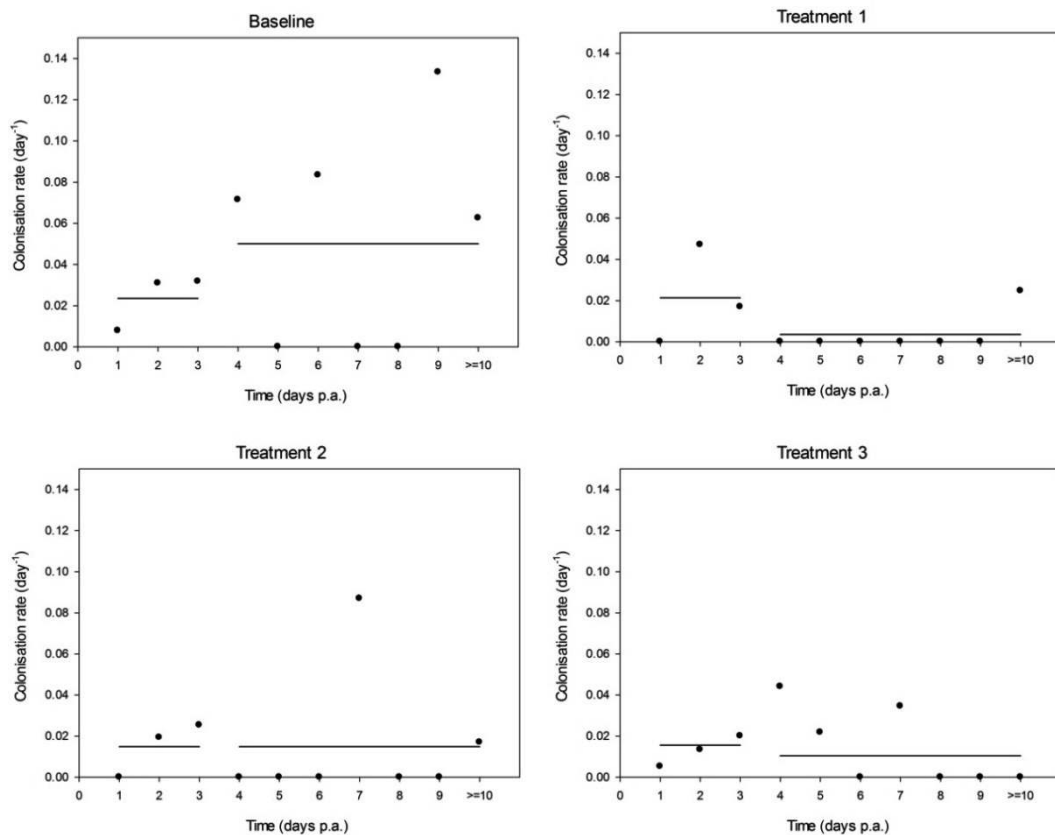 Baseline
0.14
0.12
0.10
0.08
0.06
0.04
0.02
0.00
Colonisation rate (day⁻¹)
0 1 2 3 4 5 6 7 8 9 >=10
Time (days p.a.)
Treatment 1
0.14
0.12
0.10
0.08
0.06
0.04
0.02
0.00
Colonisation rate (day⁻¹)
0 1 2 3 4 5 6 7 8 9 >=10
Time (days p.a.)
Treatment 2
0.14
0.12
0.10
0.08
0.06
0.04
0.02
0.00
Colonisation rate (day⁻¹)
0 1 2 3 4 5 6 7 8 9 >=10
Time (days p.a.)
Treatment 3
0.14
0.12
0.10
0.08
0.06
0.04
0.02
0.00
Colonisation rate (day⁻¹)
0 1 2 3 4 5 6 7 8 9 >=10
Time (days p.a.)